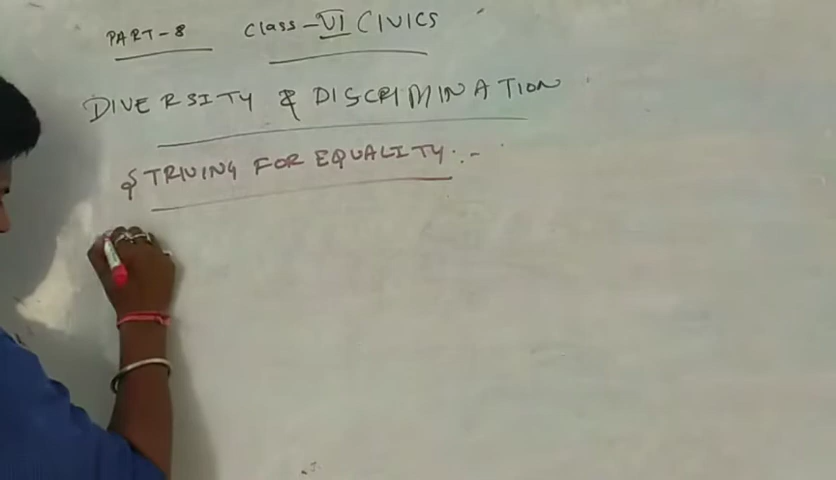 PART-8 Class-VI CIVICS
DIVERSITY & DISCRIMINATION
STRIVING FOR EQUALITY:-